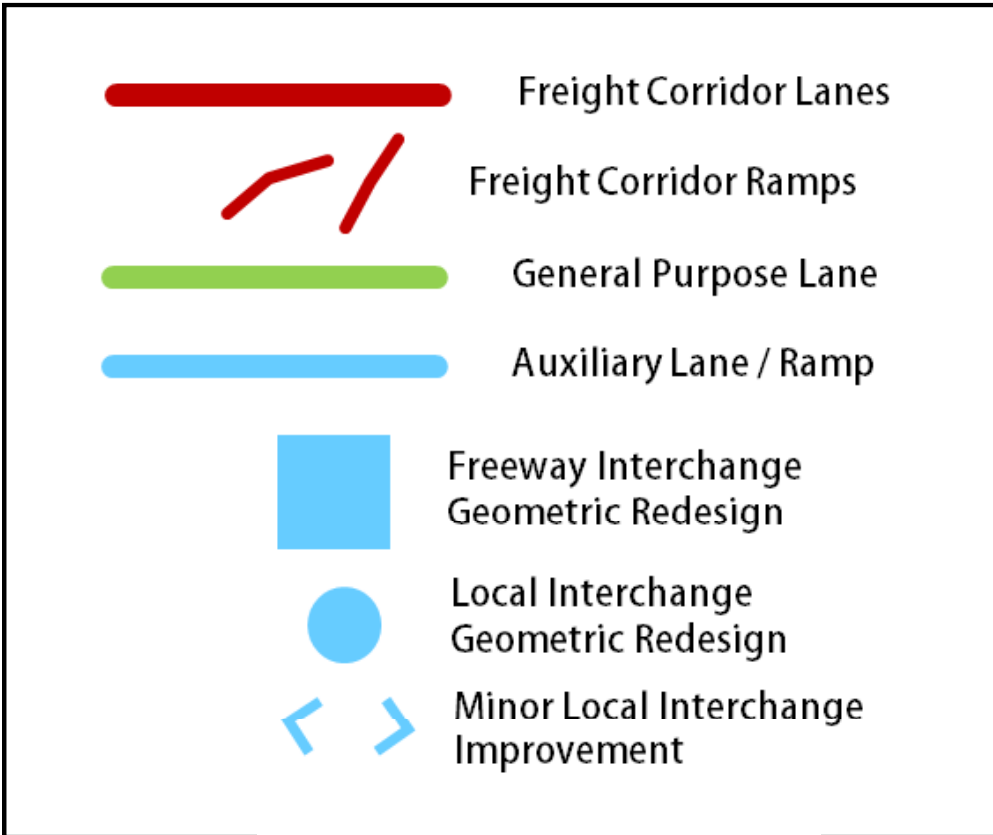 Freight Corridor Lanes
Freight Corridor Ramps
General Purpose Lane
Auxiliary Lane / Ramp
Freeway Interchange
Geometric Redesign
Local Interchange
Geometric Redesign
Minor Local Interchange
Improvement